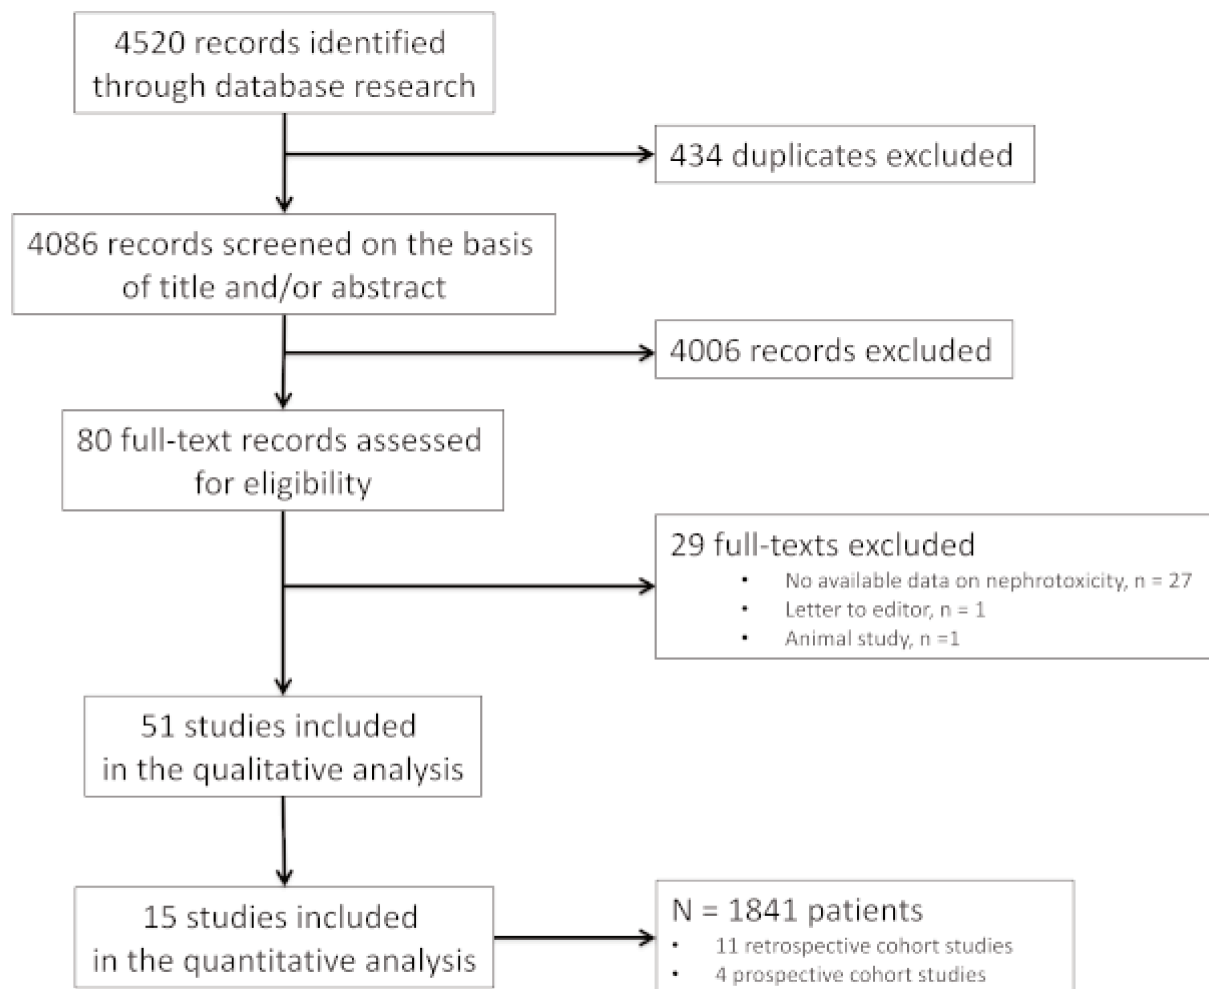 4520 records identified
through database research
434 duplicates excluded
4086 records screened on the basis
of title and/or abstract
4006 records excluded
80 full-text records assessed
for eligibility
29 full-texts excluded
• No available data on nephrotoxicity, n = 27
• Letter to editor, n = 1
• Animal study, n =1
51 studies included
in the qualitative analysis
15 studies included
in the quantitative analysis
N = 1841 patients
• 11 retrospective cohort studies
• 4 prospective cohort studies